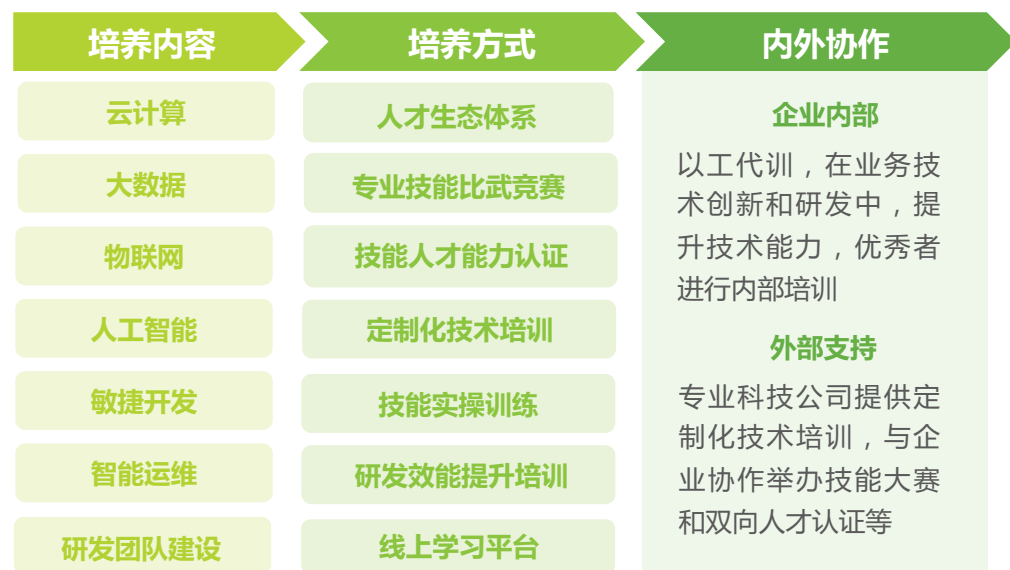 培养内容
云计算
大数据
物联网
人工智能
敏捷开发
智能运维
研发团队建设
培养方式
人才生态体系
专业技能比武竞赛
技能人才能力认证
定制化技术培训
技能实操训练
研发效能提升培训
线上学习平台
内外协作
企业内部
以工代训，在业务技
术创新和研发中，提
升技术能力，优秀者
进行内部培训
外部支持
专业科技公司提供定
制化技术培训，与企
业协作举办技能大赛
和双向人才认证等